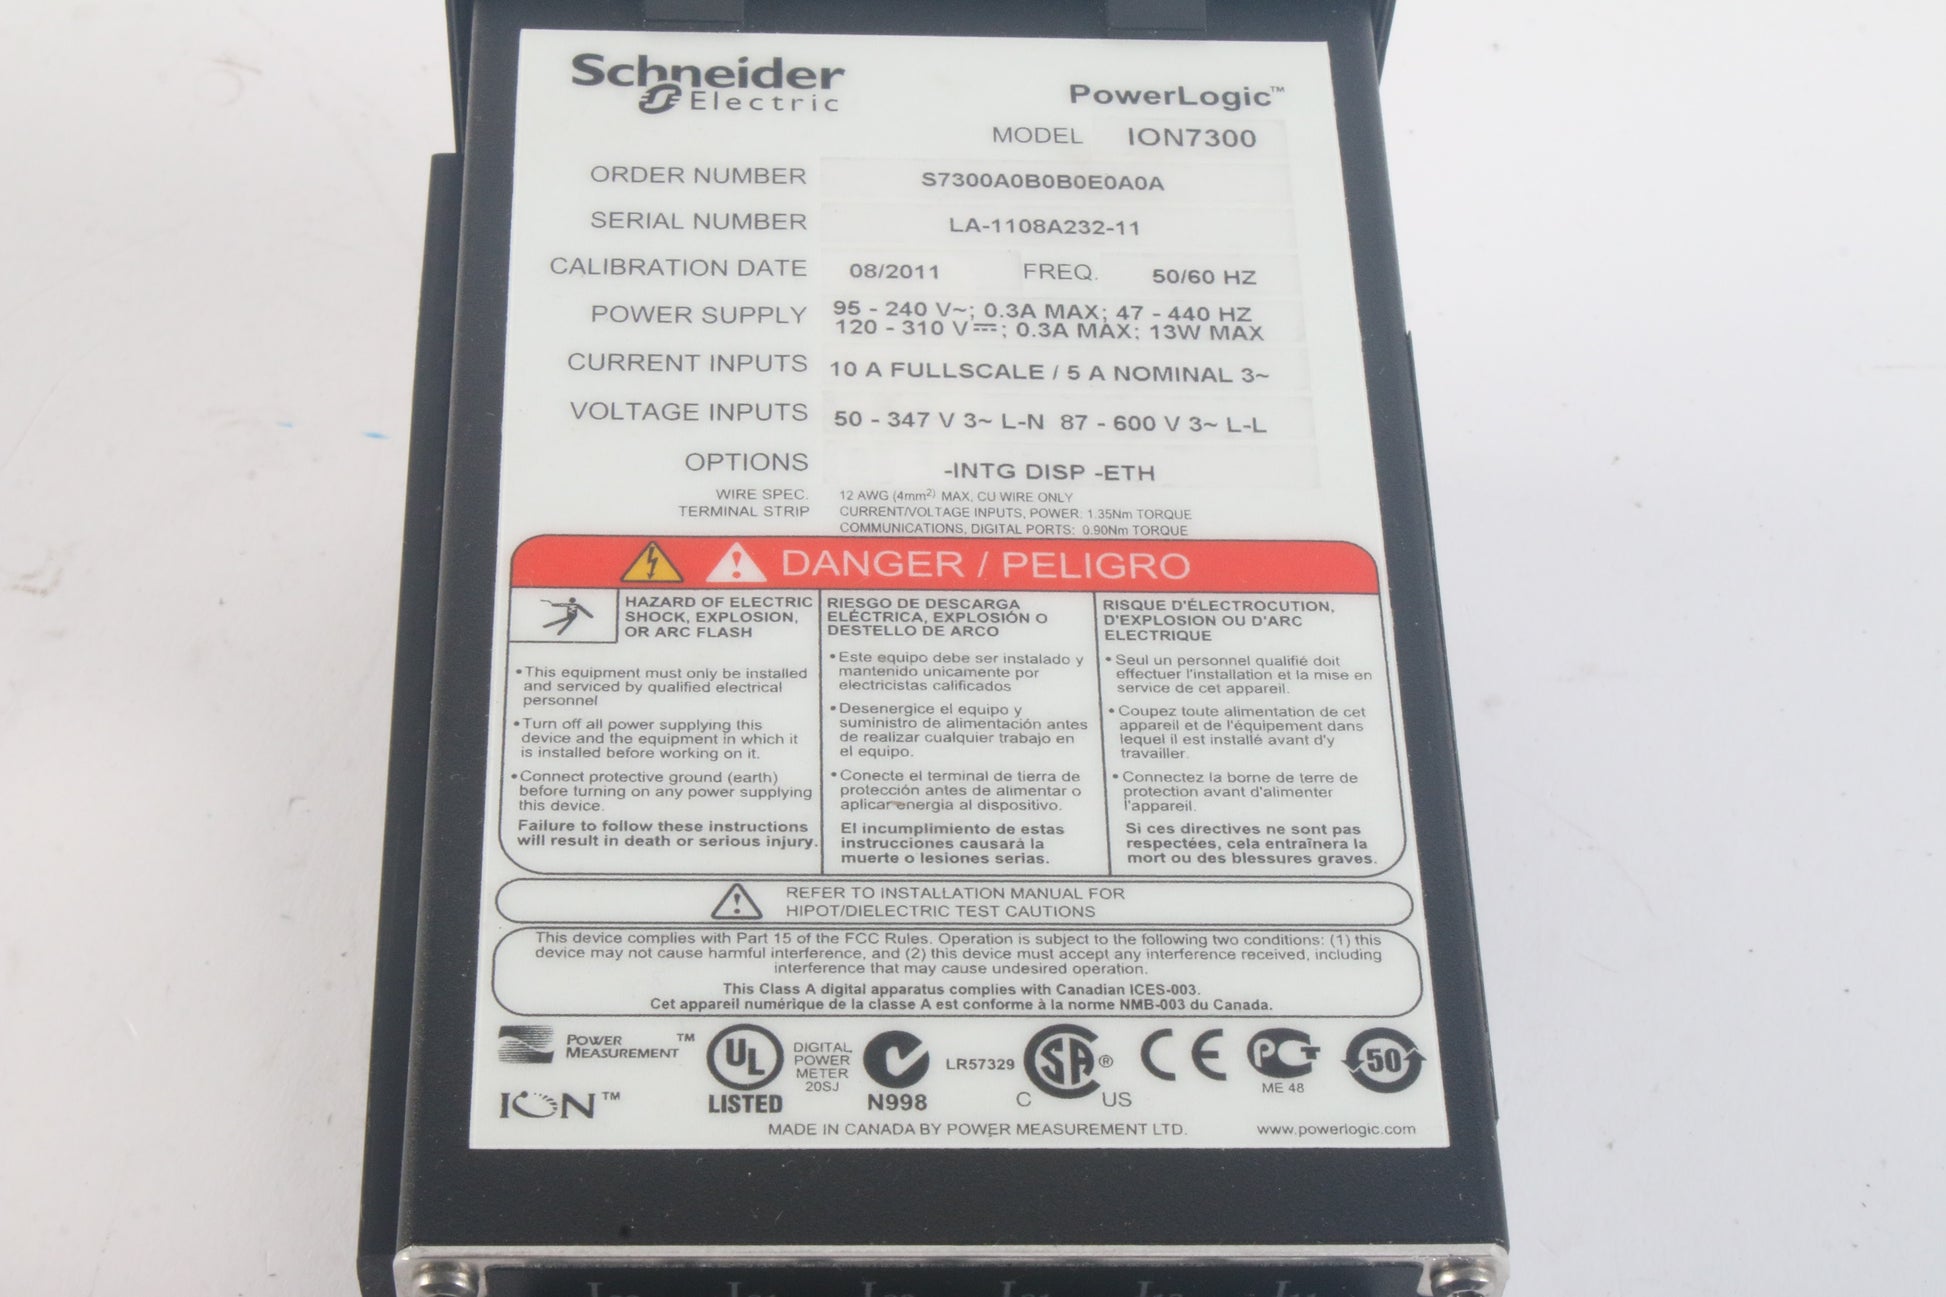 Schneider
Electric
PowerLogic™
MODEL ION7300
ORDER NUMBER S7300A0B0B0E0A0A
SERIAL NUMBER LA-1108A232-11
CALIBRATION DATE 08/2011 FREQ. 50/60 HZ
POWER SUPPLY 95 - 240 V~; 0.3A MAX; 47 - 440 HZ
120 - 310 V⎓; 0.3A MAX; 13W MAX
CURRENT INPUTS 10 A FULLSCALE / 5 A NOMINAL 3~
VOLTAGE INPUTS 50 - 347 V 3~ L-N 87 - 600 V 3~ L-L
OPTIONS -INTG DISP -ETH
WIRE SPEC. 12 AWG (4mm²) MAX, CU WIRE ONLY
TERMINAL STRIP CURRENT/VOLTAGE INPUTS, POWER: 1.35Nm TORQUE
COMMUNICATIONS, DIGITAL PORTS: 0.90Nm TORQUE
DANGER / PELIGRO
HAZARD OF ELECTRIC
SHOCK, EXPLOSION,
OR ARC FLASH
•This equipment must only be installed
and serviced by qualified electrical
personnel
•Turn off all power supplying this
device and the equipment in which it
is installed before working on it.
•Connect protective ground (earth)
before turning on any power supplying
this device.
Failure to follow these instructions
will result in death or serious injury.
RIESGO DE DESCARGA
ELÉCTRICA, EXPLOSIÓN O
DESTELLO DE ARCO
•Este equipo debe ser instalado y
mantenido unicamente por
electricistas calificados
•Desenergice el equipo y
suministro de alimentación antes
de realizar cualquier trabajo en
el equipo.
•Conecte el terminal de tierra de
protección antes de alimentar o
aplicar energia al dispositivo.
El incumplimiento de estas
instrucciones causará la
muerte o lesiones serias.
RISQUE D'ÉLECTROCUTION,
D'EXPLOSION OU D'ARC
ELECTRIQUE
•Seul un personnel qualifié doit
effectuer l'installation et la mise en
service de cet appareil.
•Coupez toute alimentation de cet
appareil et de l'équipement dans
lequel il est installé avant d'y
travailler.
•Connectez la borne de terre de
protection avant d'alimenter
l'appareil.
Si ces directives ne sont pas
respectées, cela entraînera la
mort ou des blessures graves.
REFER TO INSTALLATION MANUAL FOR
HIPOT/DIELECTRIC TEST CAUTIONS
This device complies with Part 15 of the FCC Rules. Operation is subject to the following two conditions: (1) this
device may not cause harmful interference, and (2) this device must accept any interference received, including
interference that may cause undesired operation.
This Class A digital apparatus complies with Canadian ICES-003.
Cet appareil numérique de la classe A est conforme à la norme NMB-003 du Canada.
POWER
MEASUREMENT™
ION™
UL
LISTED
DIGITAL
POWER
METER
20SJ
N998
LR57329
SA®
C US
CE
PCT
ME 48
50
MADE IN CANADA BY POWER MEASUREMENT LTD.
www.powerlogic.com